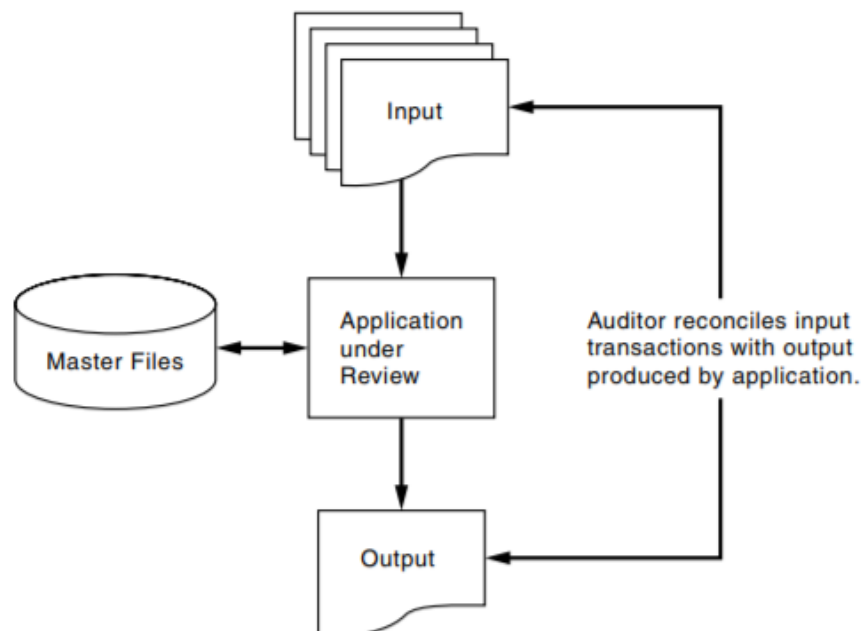 Input
Master Files
Application
under
Review
Auditor reconciles input
transactions with output
produced by application.
Output